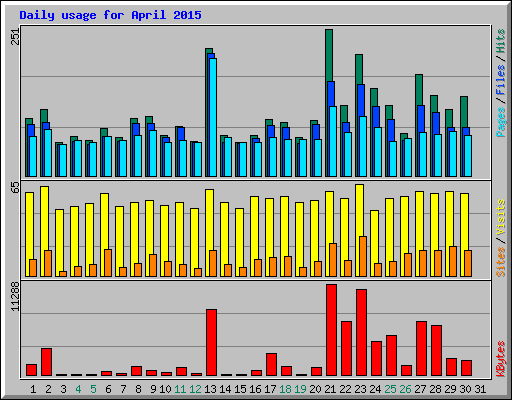 Daily usage for April 2015
251
Pages / Files / Hits
65
Sites / Visits
11288
KBytes
1 2 3 4 5 6 7 8 9 10 11 12 13 14 15 16 17 18 19 20 21 22 23 24 25 26 27 28 29 30 31